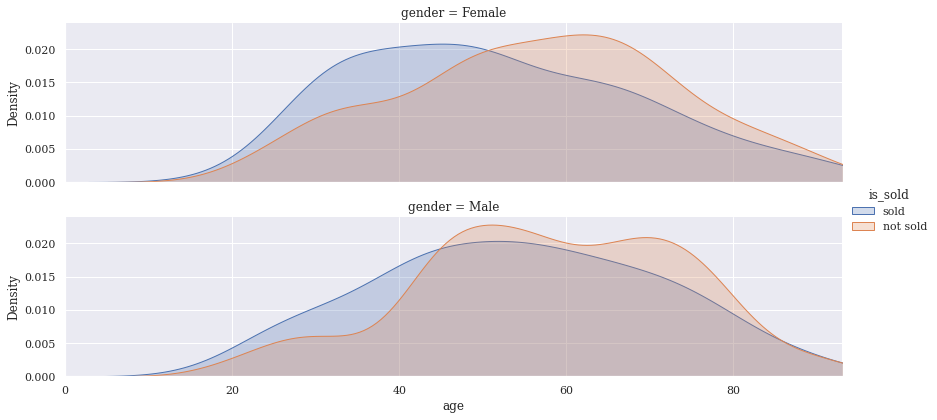 gender = Female
0.020
0.015
0.010
0.005
0.000
Density
gender = Male
0.020
0.015
0.010
0.005
0.000
Density
0 20 40 60 80
age
is_sold
sold
not sold